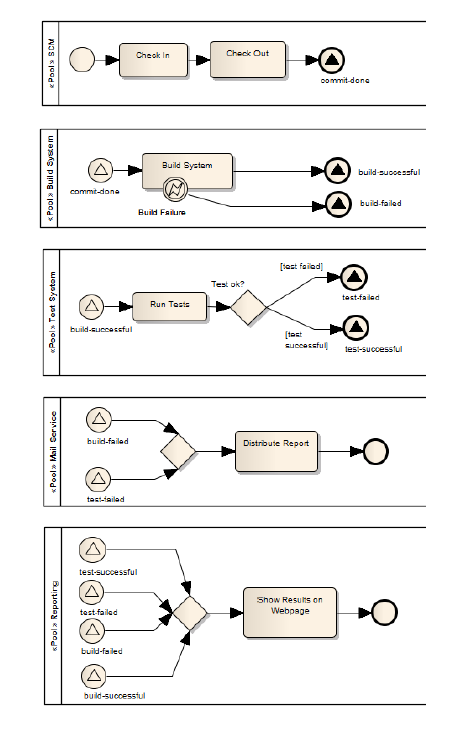 «Pool» SCM
Check In
Check Out
commit-done
«Pool» Build System
commit-done
Build System
Build Failure
build-successful
build-failed
«Pool» Test System
build-successful
Run Tests
Test ok?
[test failed]
test-failed
[test
successful]
test-successful
«Pool» Mail Service
build-failed
test-failed
Distribute Report
«Pool» Reporting
test-successful
test-failed
build-failed
build-successful
Show Results on
Webpage